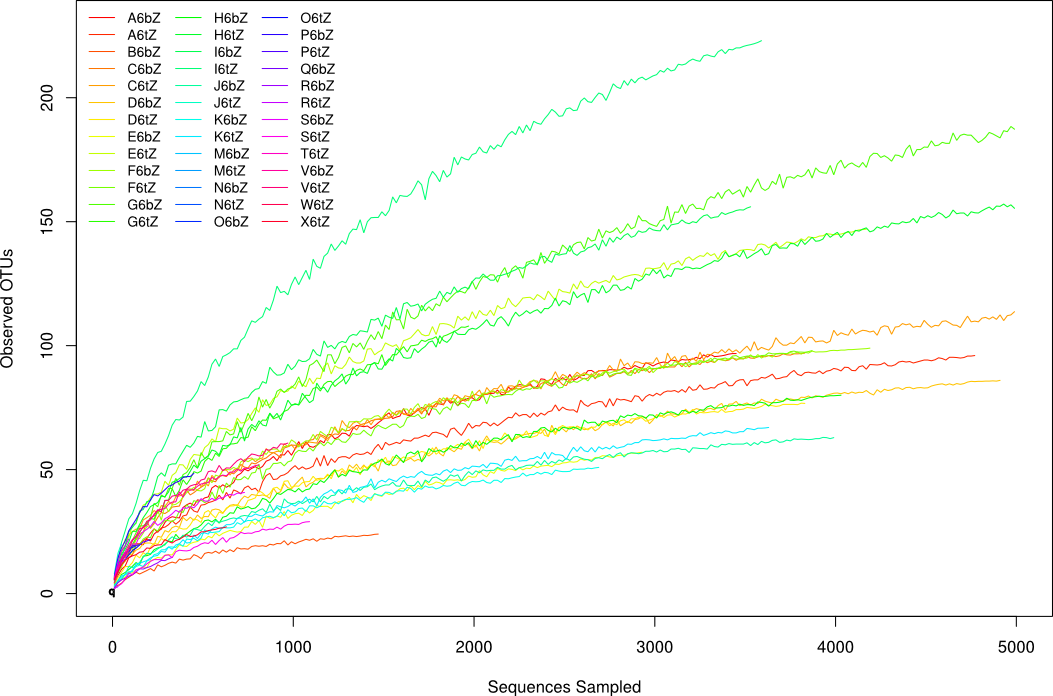 A6bZ H6bZ O6tZ
A6tZ H6tZ P6bZ
B6bZ I6bZ P6tZ
C6bZ I6tZ Q6bZ
C6tZ J6bZ R6bZ
D6bZ J6tZ R6tZ
D6tZ K6bZ S6bZ
E6bZ K6tZ S6tZ
E6tZ M6bZ T6tZ
F6bZ M6tZ V6bZ
F6tZ N6bZ V6tZ
G6bZ N6tZ W6tZ
G6tZ O6bZ X6tZ
200
150
100
50
0
Observed OTUs
0 1000 2000 3000 4000 5000
Sequences Sampled